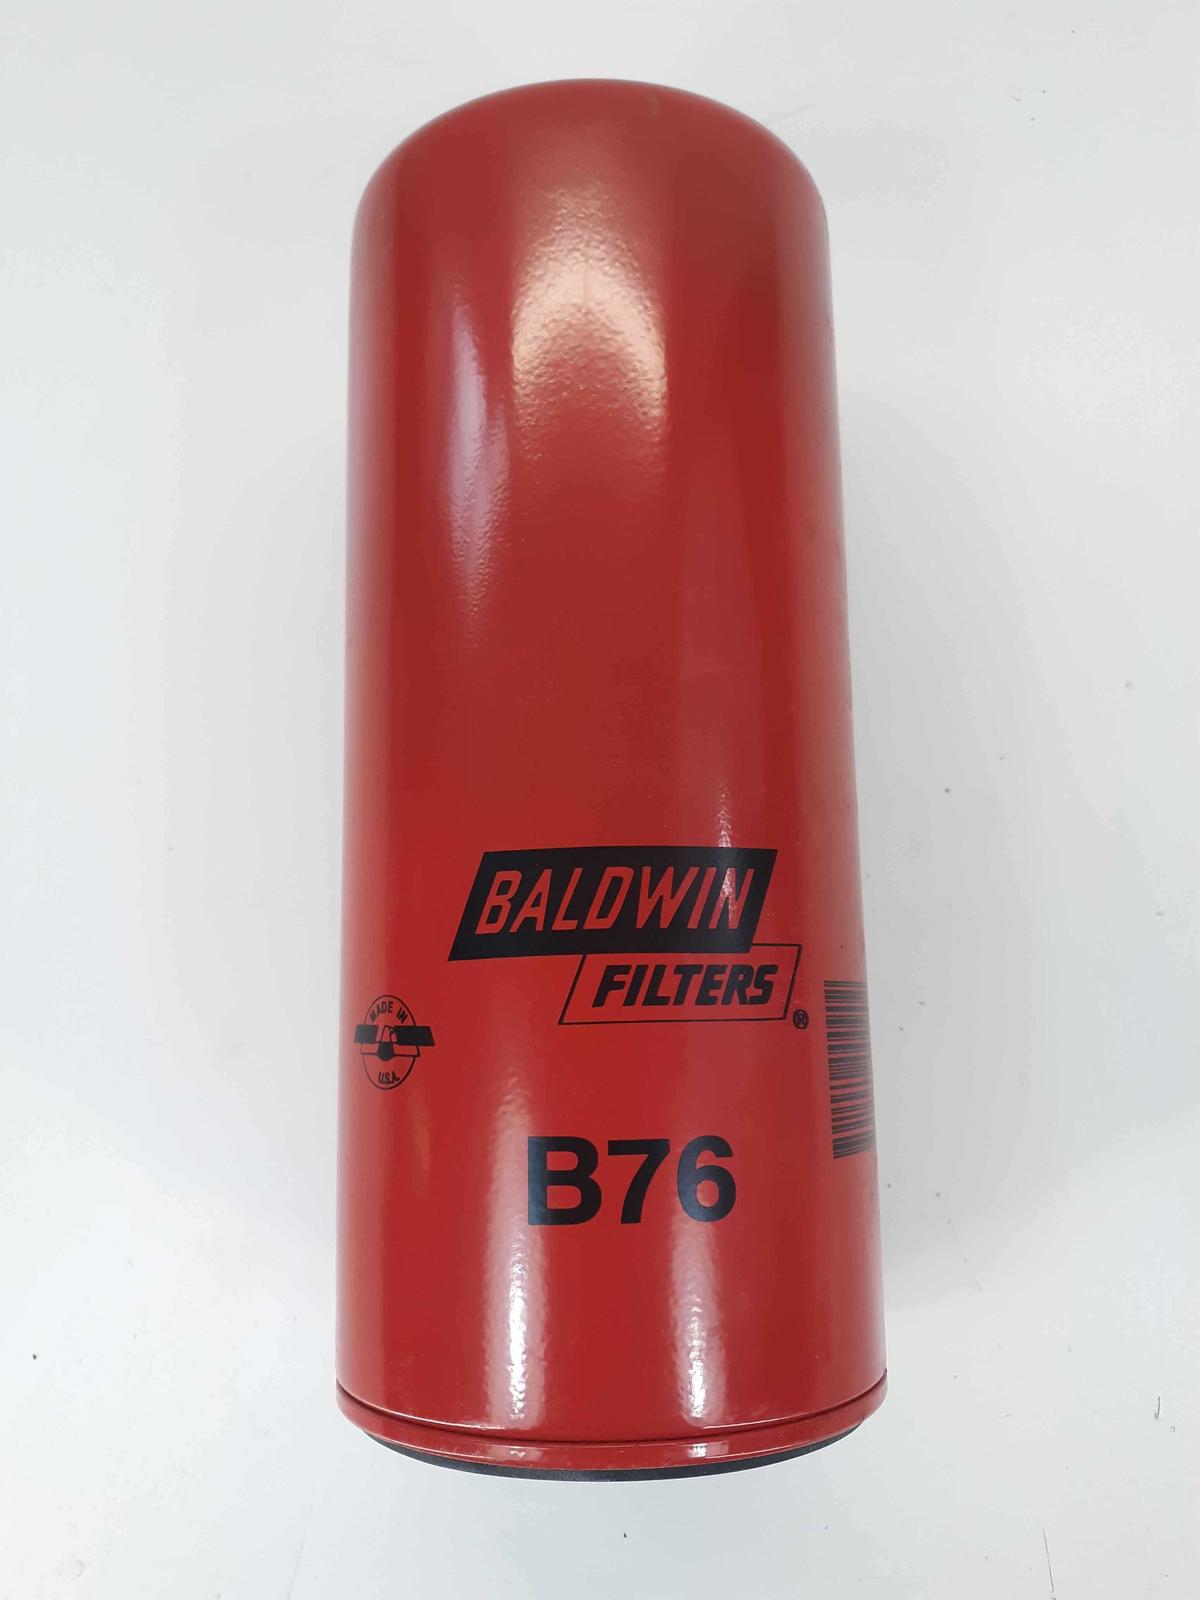 BALDWIN
FILTERS
®
MADE IN
U.S.A.
B76